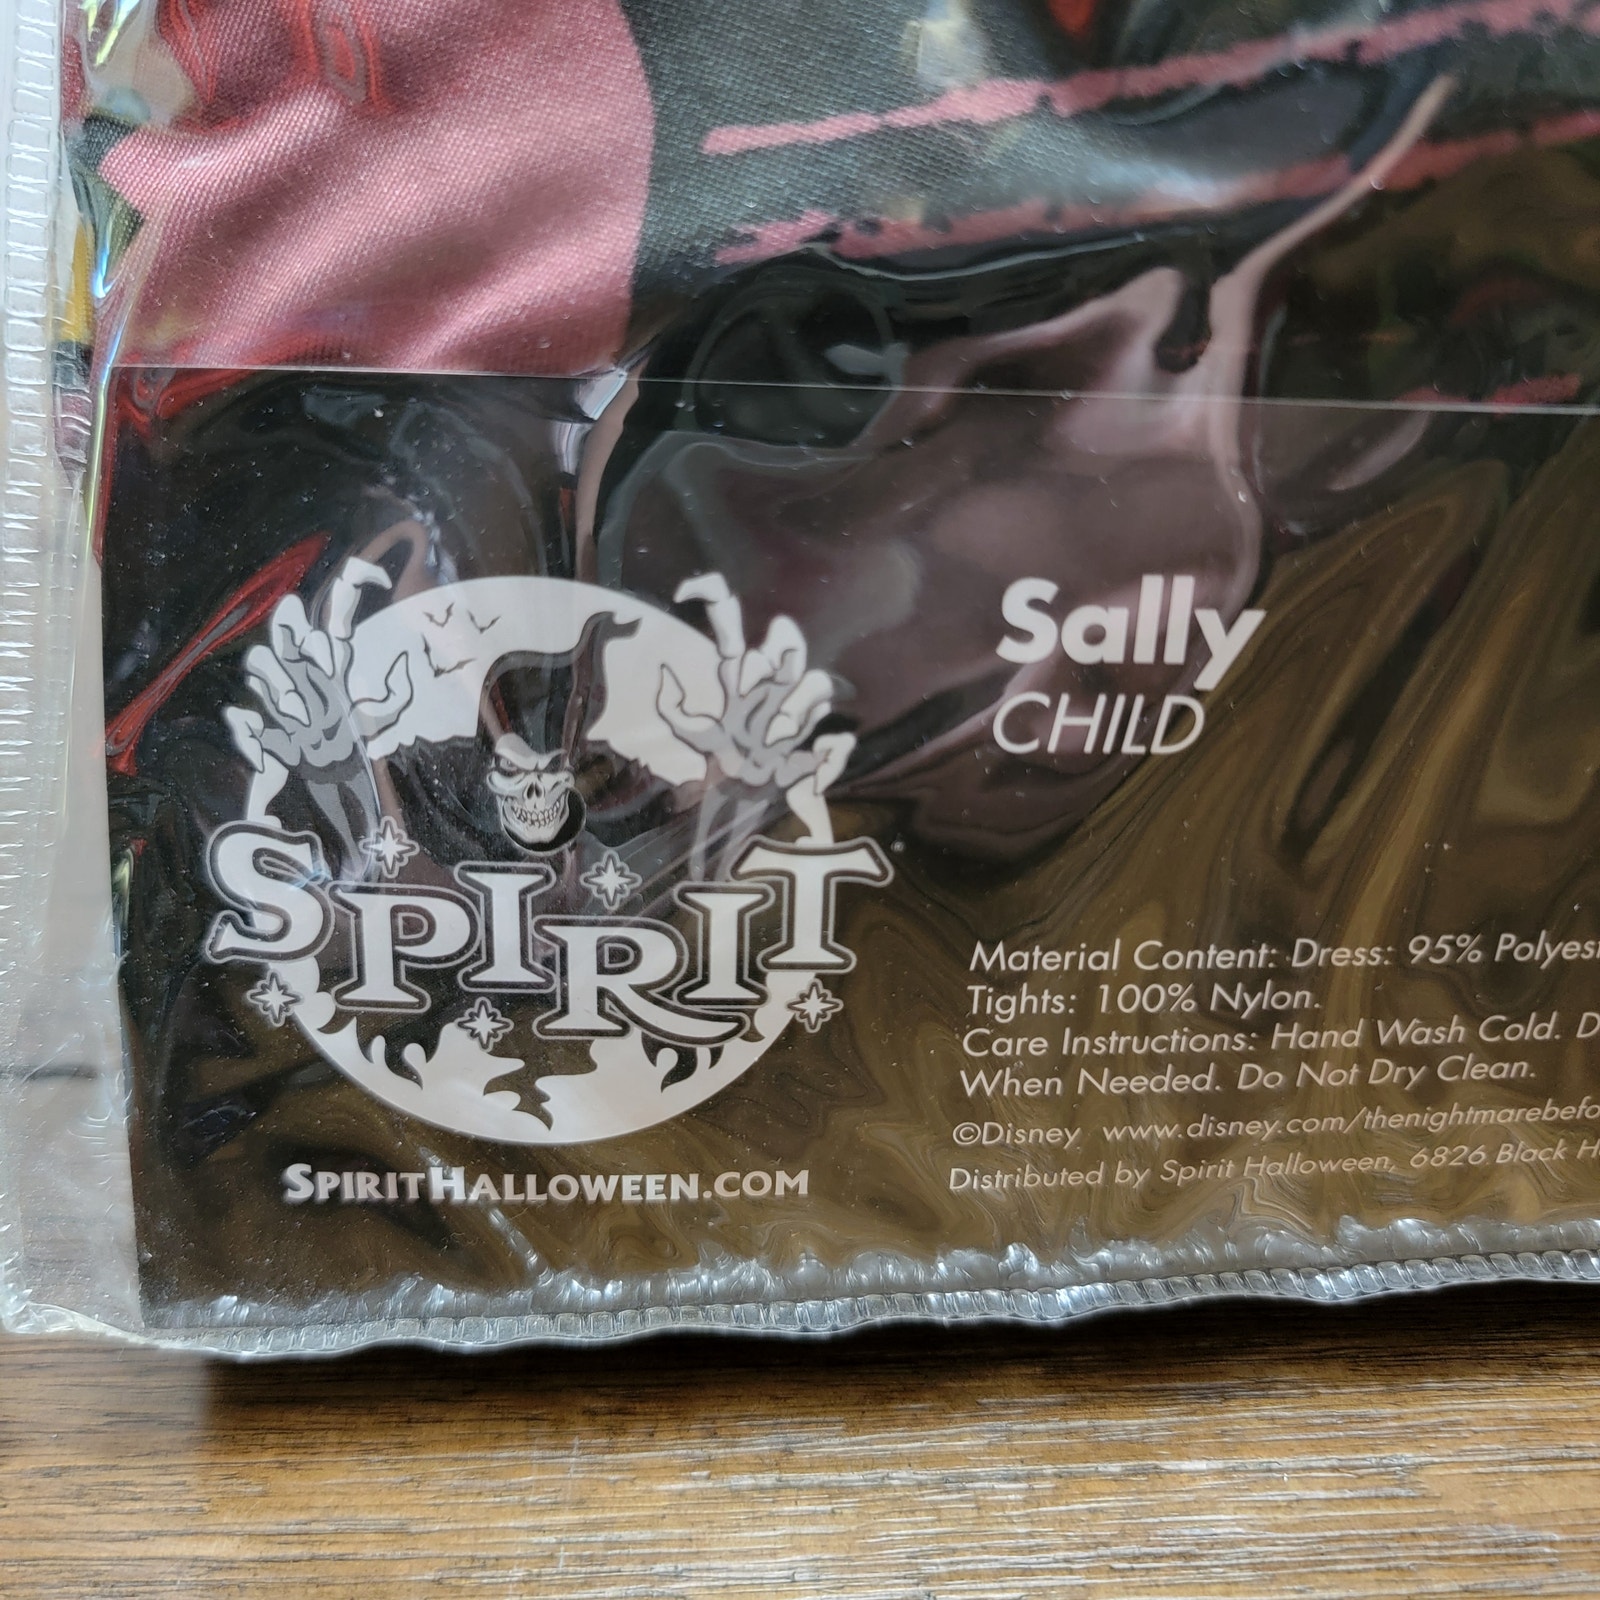 Sally
CHILD
SPIRIT
SPIRITHALLOWEEN.COM
Material Content: Dress: 95% Polyest
Tights: 100% Nylon.
Care Instructions: Hand Wash Cold. D
When Needed. Do Not Dry Clean.
©Disney www.disney.com/thenightmarebefo
Distributed by Spirit Halloween, 6826 Black H